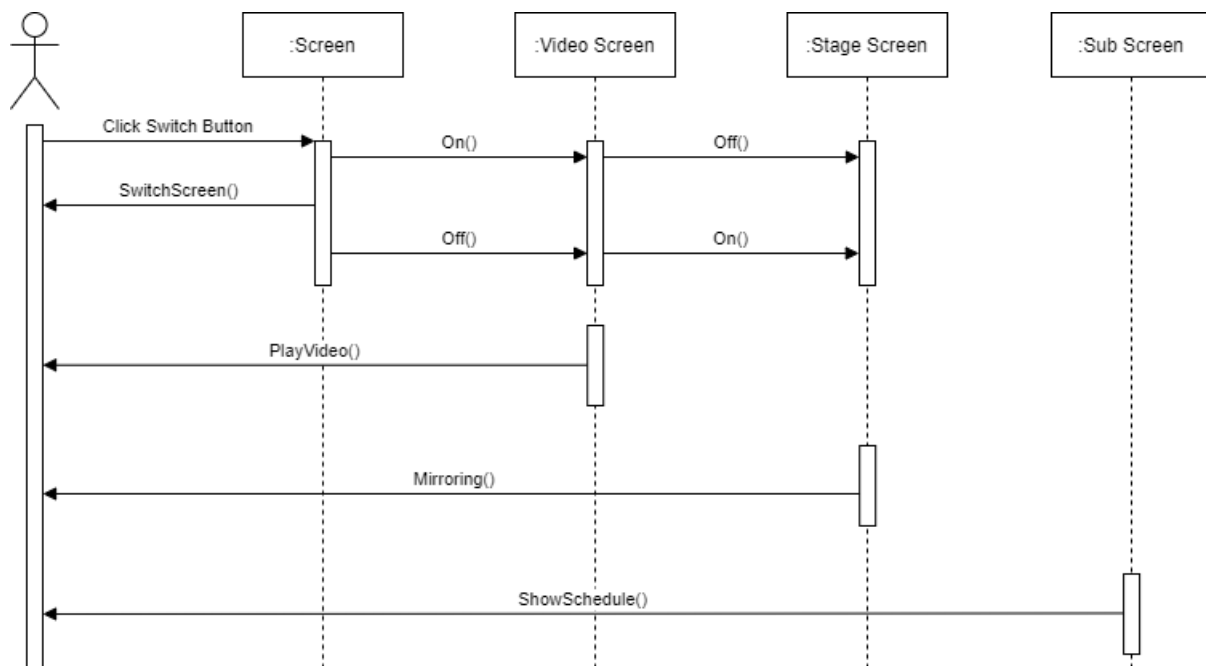 :Screen
:Video Screen
:Stage Screen
:Sub Screen
Click Switch Button
On()
Off()
SwitchScreen()
Off()
On()
PlayVideo()
Mirroring()
ShowSchedule()